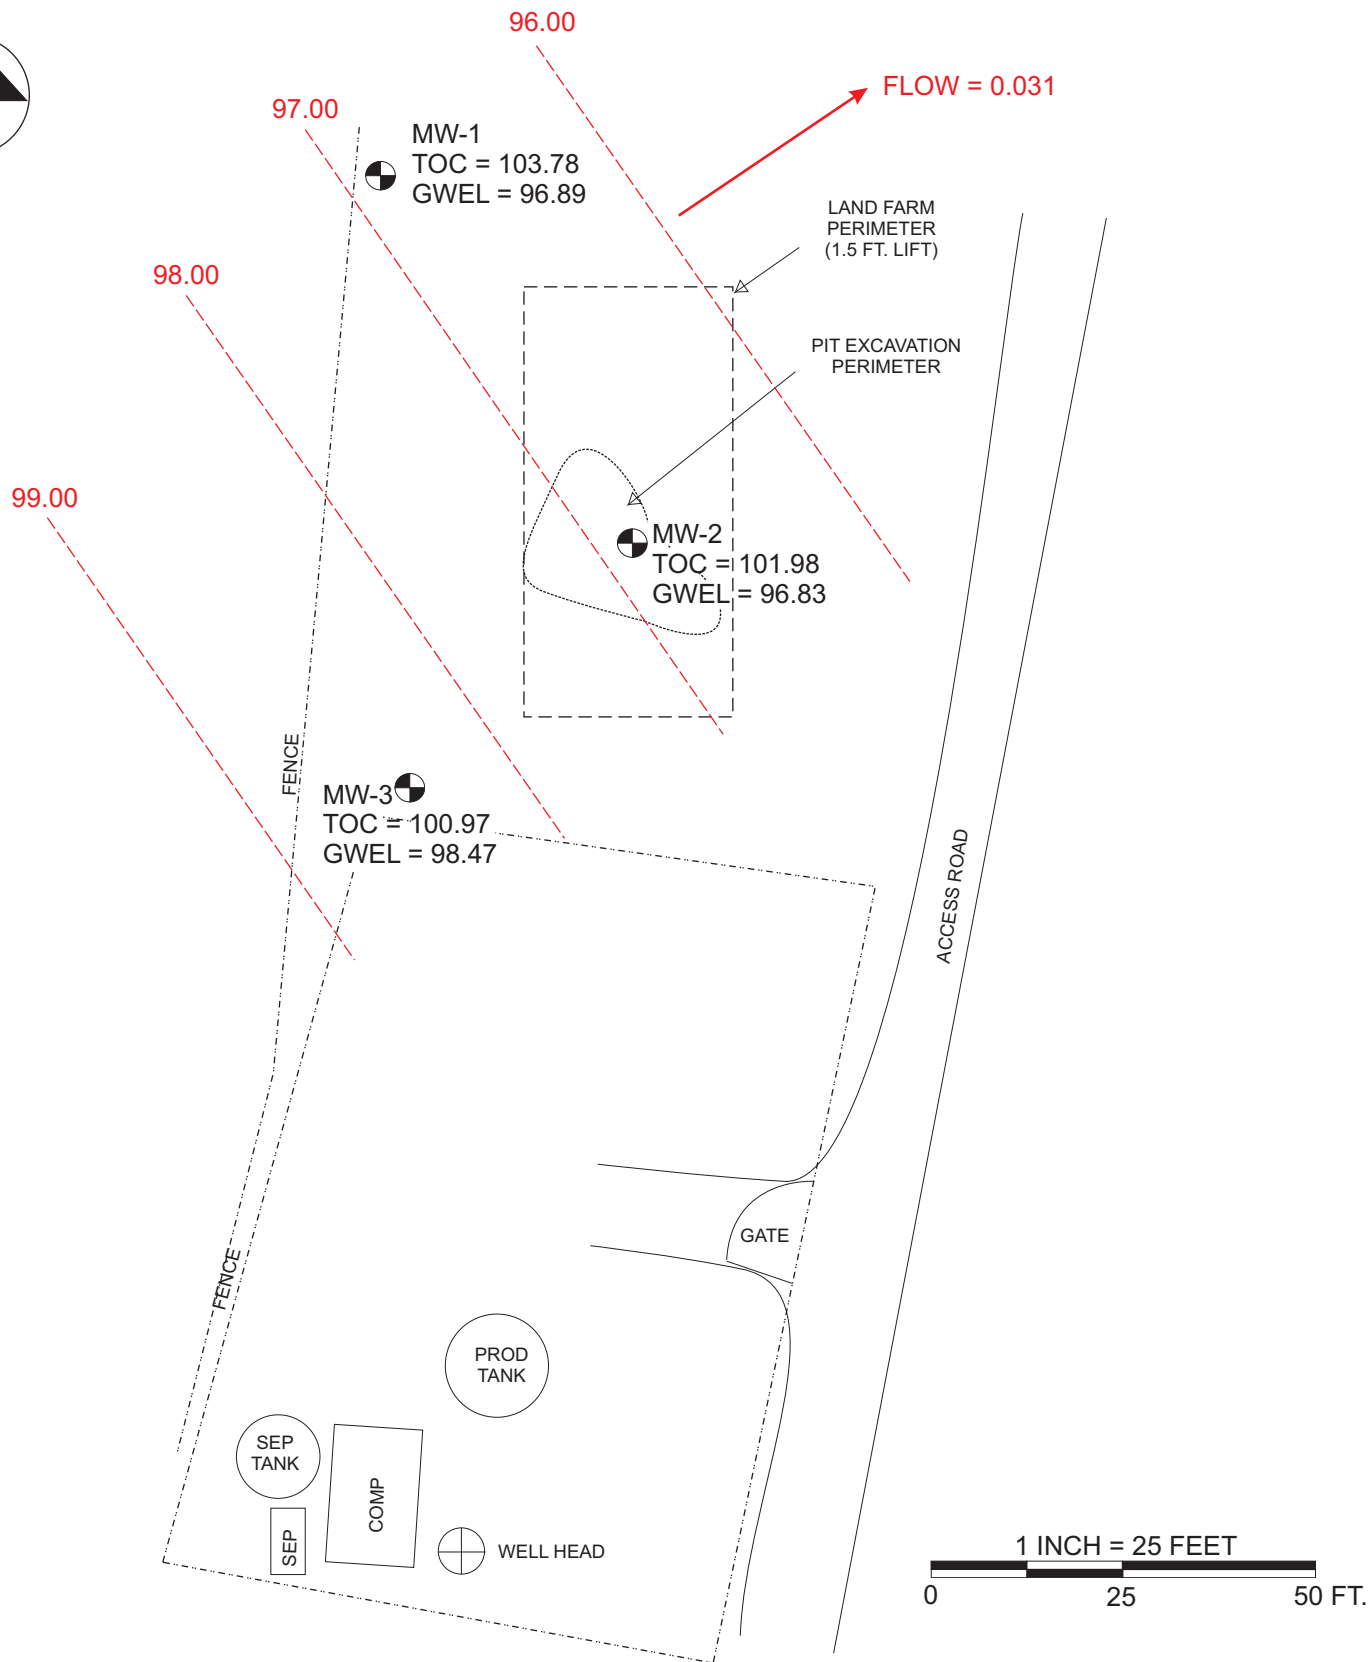 96.00
FLOW = 0.031
97.00
MW-1
TOC = 103.78
GWEL = 96.89
LAND FARM
PERIMETER
(1.5 FT. LIFT)
98.00
PIT EXCAVATION
PERIMETER
99.00
MW-2
TOC = 101.98
GWEL = 96.83
FENCE
MW-3
TOC = 100.97
GWEL = 98.47
ACCESS ROAD
GATE
FENCE
PROD
TANK
SEP
TANK
COMP
SEP
WELL HEAD
1 INCH = 25 FEET
0 25 50 FT.